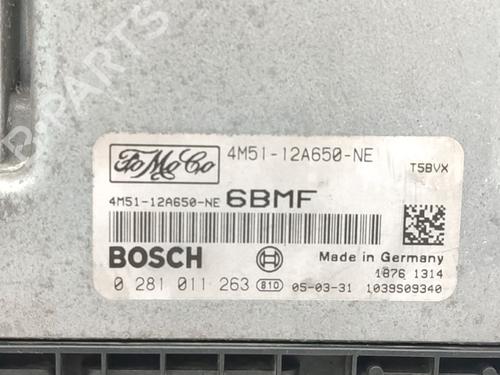 FoMoCo 4M51-12A650-NE
T5BVX
4M51-12A650-NE 6BMF
BOSCH Made in Germany
1876 1314
0 281 011 263 810 05-03-31 1039S09340
B-PARTS